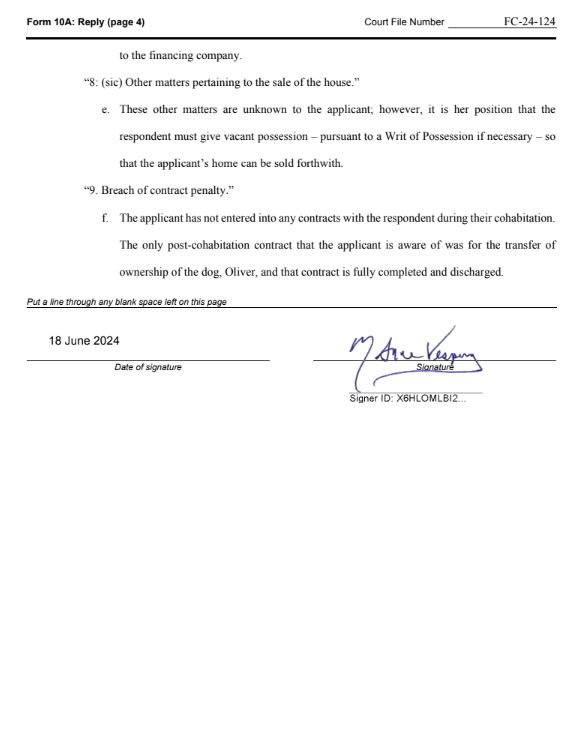 Form 10A: Reply (page 4) Court File Number FC-24-124
to the financing company.
“8: (sic) Other matters pertaining to the sale of the house.”
e. These other matters are unknown to the applicant; however, it is her position that the
respondent must give vacant possession – pursuant to a Writ of Possession if necessary – so
that the applicant’s home can be sold forthwith.
“9. Breach of contract penalty.”
f. The applicant has not entered into any contracts with the respondent during their cohabitation.
The only post-cohabitation contract that the applicant is aware of was for the transfer of
ownership of the dog, Oliver, and that contract is fully completed and discharged.
Put a line through any blank space left on this page
18 June 2024
Date of signature Signature
Signer ID: X6HLOMLBI2...